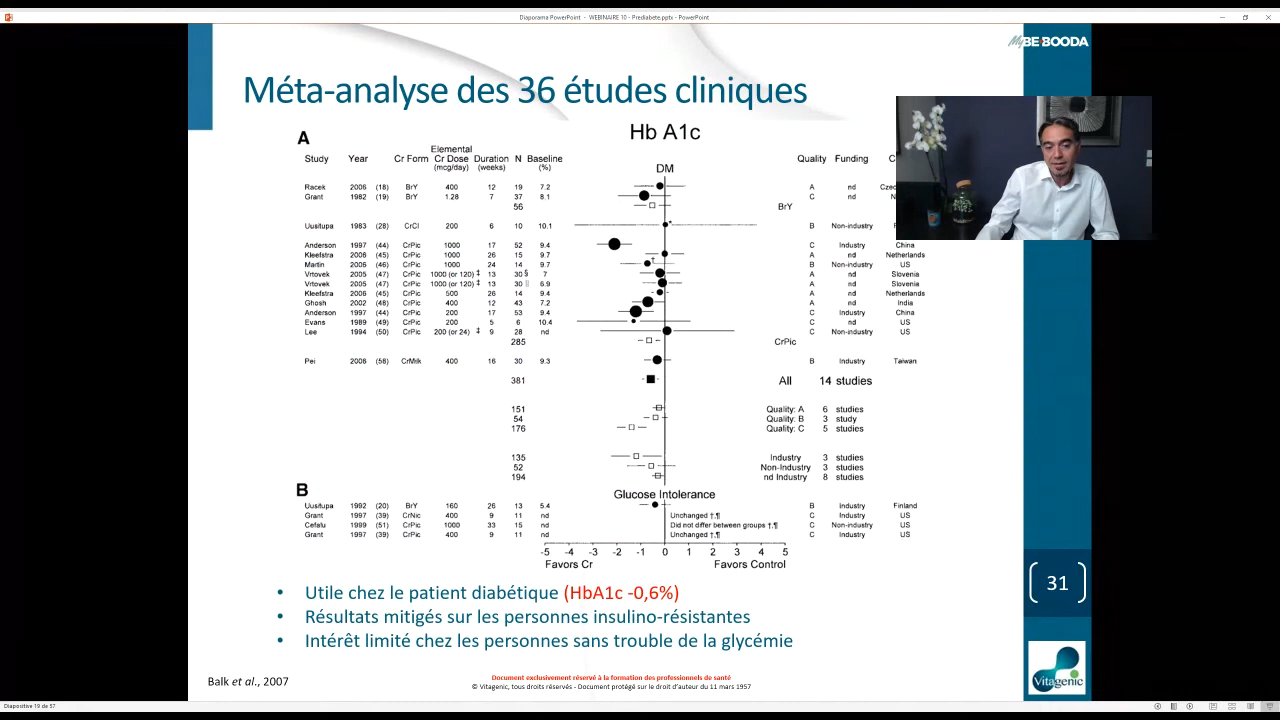 Diaporama PowerPoint - WEBINAIRE 10 - Prediabete.pptx - PowerPoint
MyBE BOODA
Méta-analyse des 36 études cliniques
Hb A1c
A
Study Year Cr Form Elemental Cr Dose (mcg/day) Duration (weeks) N Baseline (%) DM Quality Funding
Racek 2006 (18) BrY 400 12 19 7.2 A nd
Grant 1982 (19) BrY 1.28 7 37 8.1 C nd
56 BrY
Uusitupa 1983 (28) CrCl 200 6 10 10.1 * B Non-industry
Anderson 1997 (44) CrPic 1000 17 52 9.4 C Industry China
Kleefstra 2006 (45) CrPic 1000 26 15 9.7 A nd Netherlands
Martin 2006 (46) CrPic 1000 24 14 9.7 † B Non-industry US
Vrtovek 2005 (47) CrPic 1000 (or 120) ‡ 13 30 § 7 A nd Slovenia
Vrtovek 2005 (47) CrPic 1000 (or 120) ‡ 13 30 || 6.9 A nd Slovenia
Kleefstra 2006 (45) CrPic 500 26 14 9.4 A nd Netherlands
Ghosh 2002 (48) CrPic 400 12 43 7.2 A nd India
Anderson 1997 (44) CrPic 200 17 53 9.4 C Industry China
Evans 1989 (49) CrPic 200 5 6 10.4 C nd US
Lee 1994 (50) CrPic 200 (or 24) ‡ 9 28 nd C Non-industry US
285 CrPic
Pei 2006 (58) CrMilk 400 16 30 9.3 B Industry Taiwan
381 All 14 studies
151 Quality: A 6 studies
54 Quality: B 3 study
176 Quality: C 5 studies
135 Industry 3 studies
52 Non-Industry 3 studies
194 nd Industry 8 studies
B
Glucose Intolerance
Uusitupa 1992 (20) BrY 160 26 13 5.4 B Industry Finland
Grant 1997 (39) CrNic 400 9 11 nd Unchanged †,¶ C Industry US
Cefalu 1999 (51) CrPic 1000 33 15 nd Did not differ between groups †,¶ C Non-industry US
Grant 1997 (39) CrPic 400 9 11 nd Unchanged †,¶ C Industry US
-5 -4 -3 -2 -1 0 1 2 3 4 5
Favors Cr Favors Control
• Utile chez le patient diabétique (HbA1c -0,6%)
• Résultats mitigés sur les personnes insulino-résistantes
• Intérêt limité chez les personnes sans trouble de la glycémie
31
Balk et al., 2007
Document exclusivement réservé à la formation des professionnels de santé
© Vitagenic, tous droits réservés - Document protégé sur le droit d'auteur du 11 mars 1957
Vitagenic
Diapositive 19 de 57